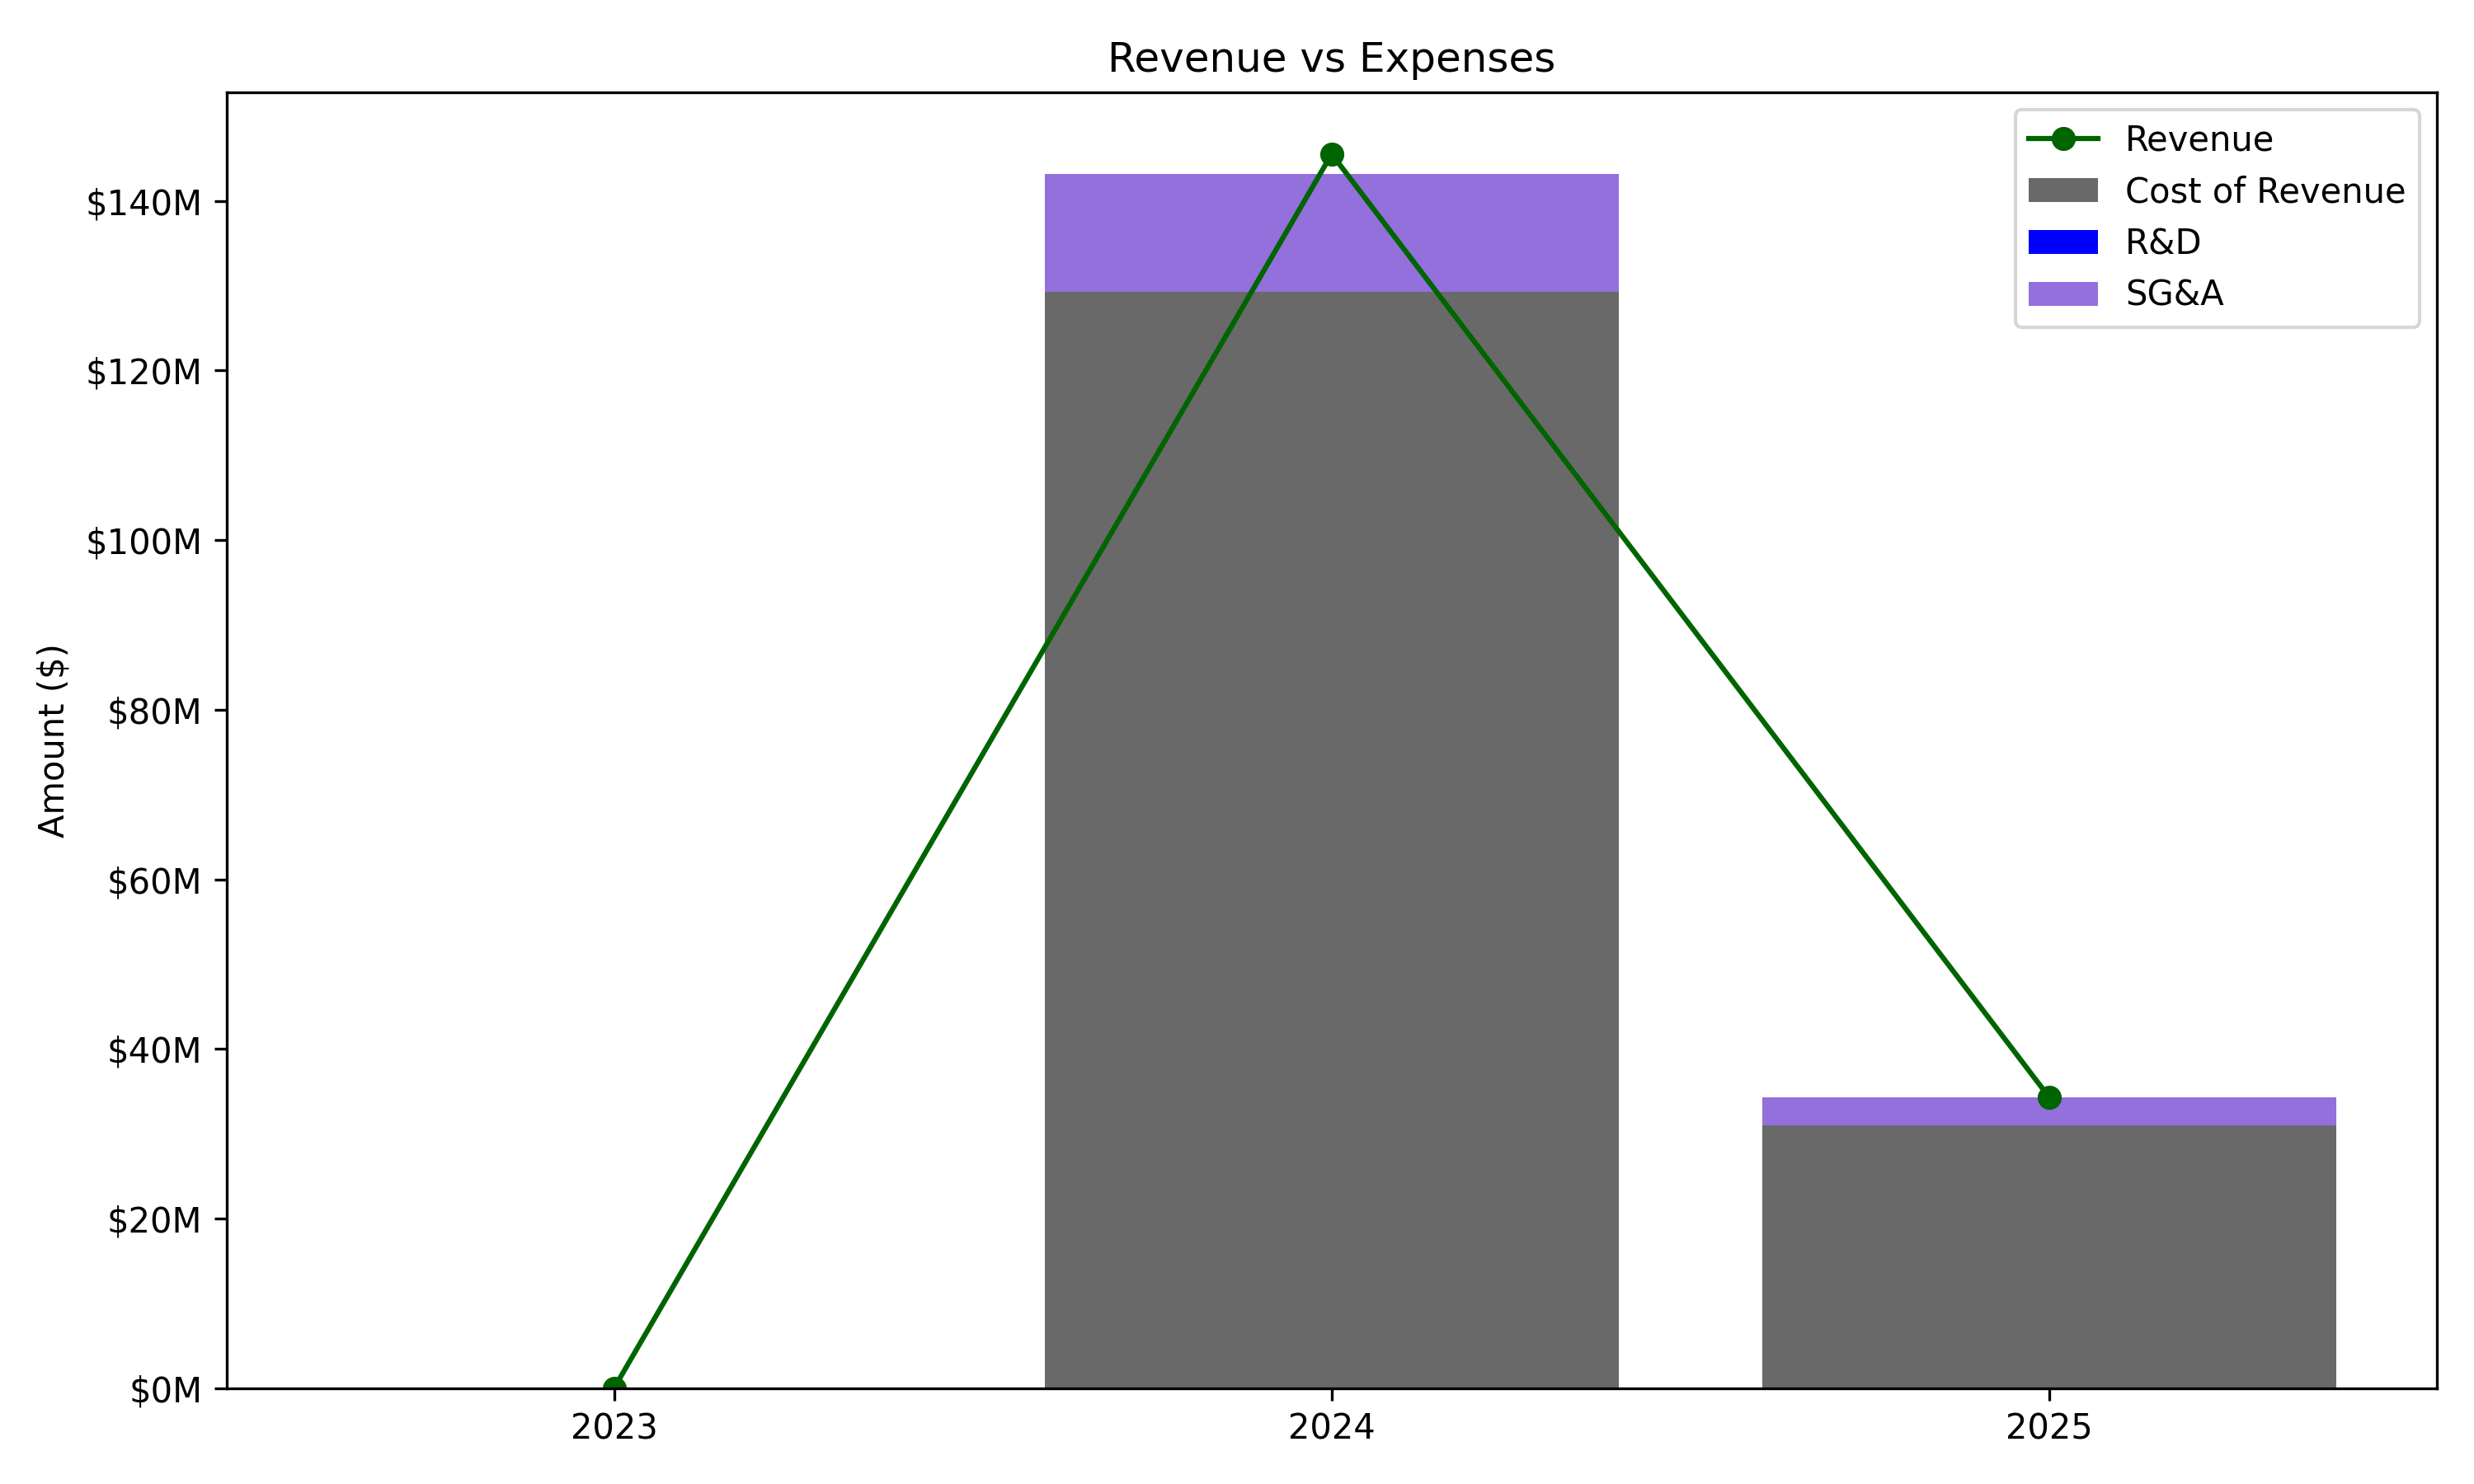 Revenue vs Expenses
Revenue
Cost of Revenue
R&D
SG&A
Amount ($)
$140M
$120M
$100M
$80M
$60M
$40M
$20M
$0M
2023
2024
2025